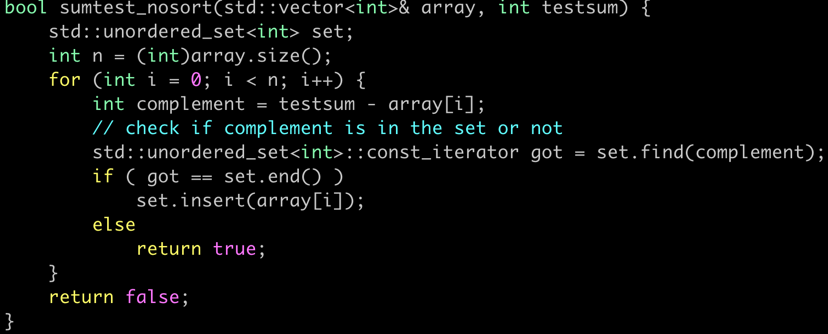 bool sumtest_nosort(std::vector<int>& array, int testsum) {
    std::unordered_set<int> set;
    int n = (int)array.size();
    for (int i = 0; i < n; i++) {
        int complement = testsum - array[i];
        // check if complement is in the set or not
        std::unordered_set<int>::const_iterator got = set.find(complement);
        if ( got == set.end() )
            set.insert(array[i]);
        else
            return true;
    }
    return false;
}